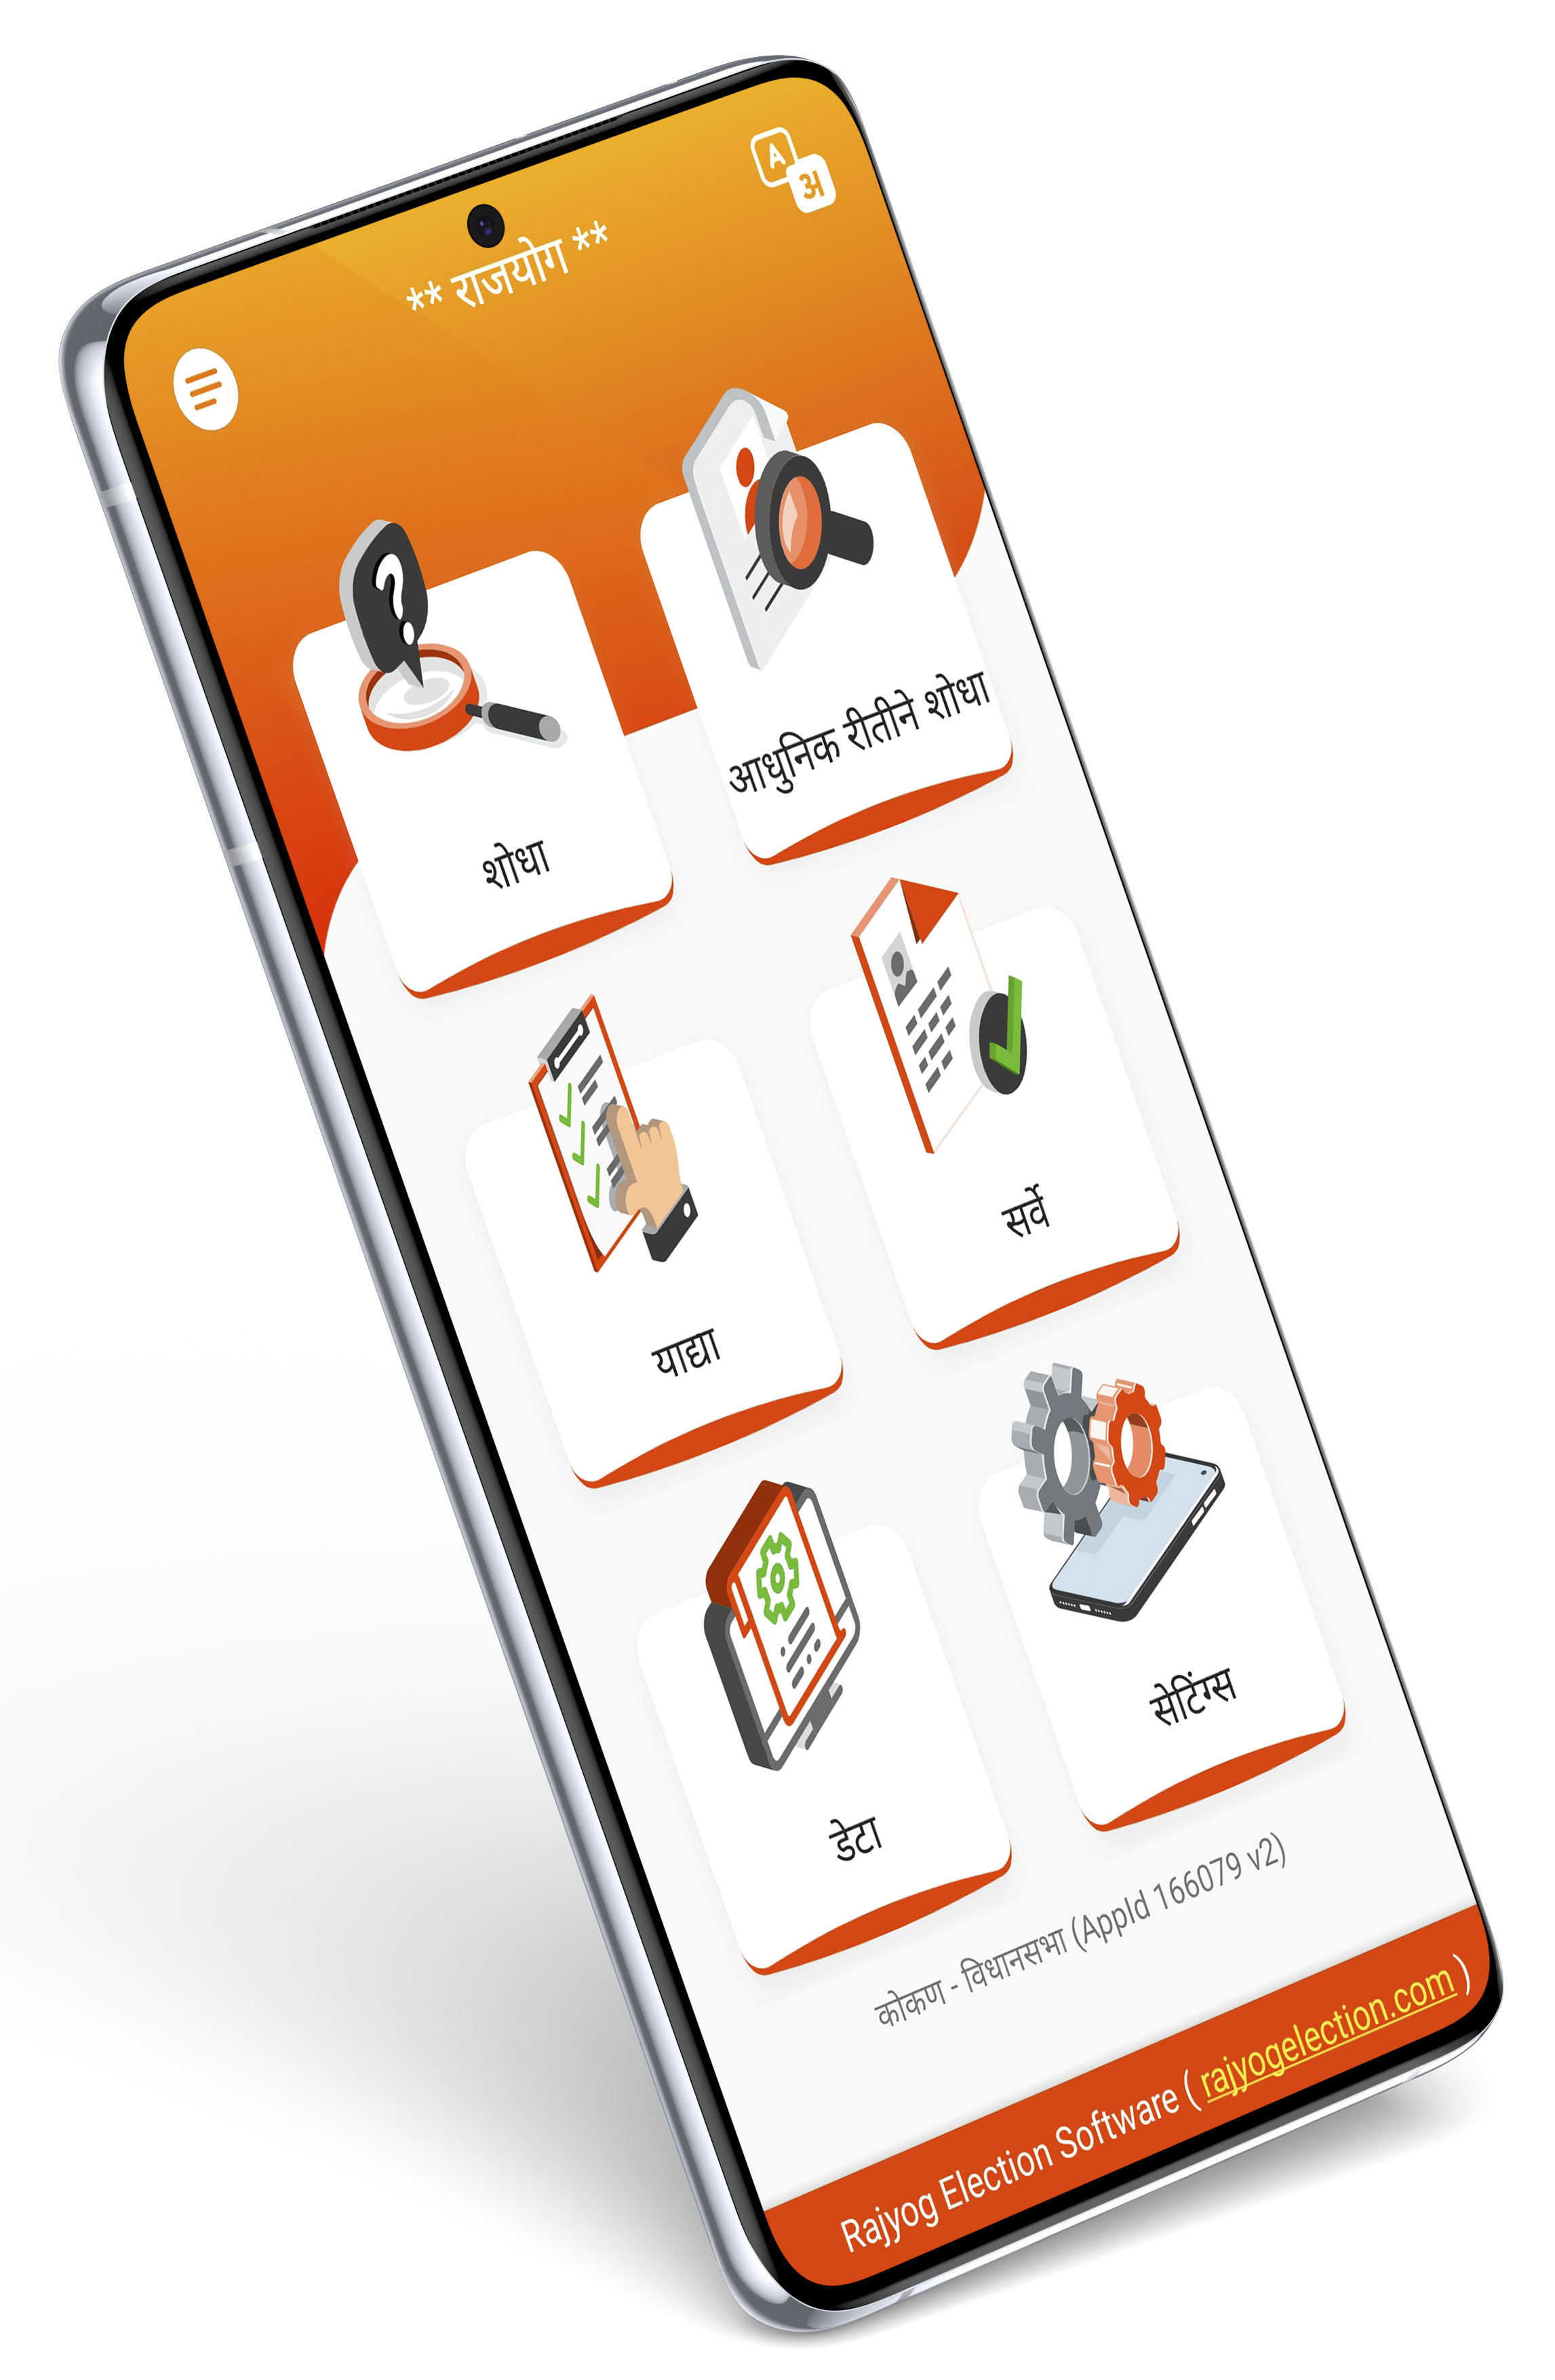 A अ
** राजयोग **
शोधा
आधुनिक रीतीने शोधा
याद्या
सर्वे
डेटा
सेटिंग्स
कोकण - विधानसभा (AppId 166079 v2)
Rajyog Election Software ( rajyogelection.com )